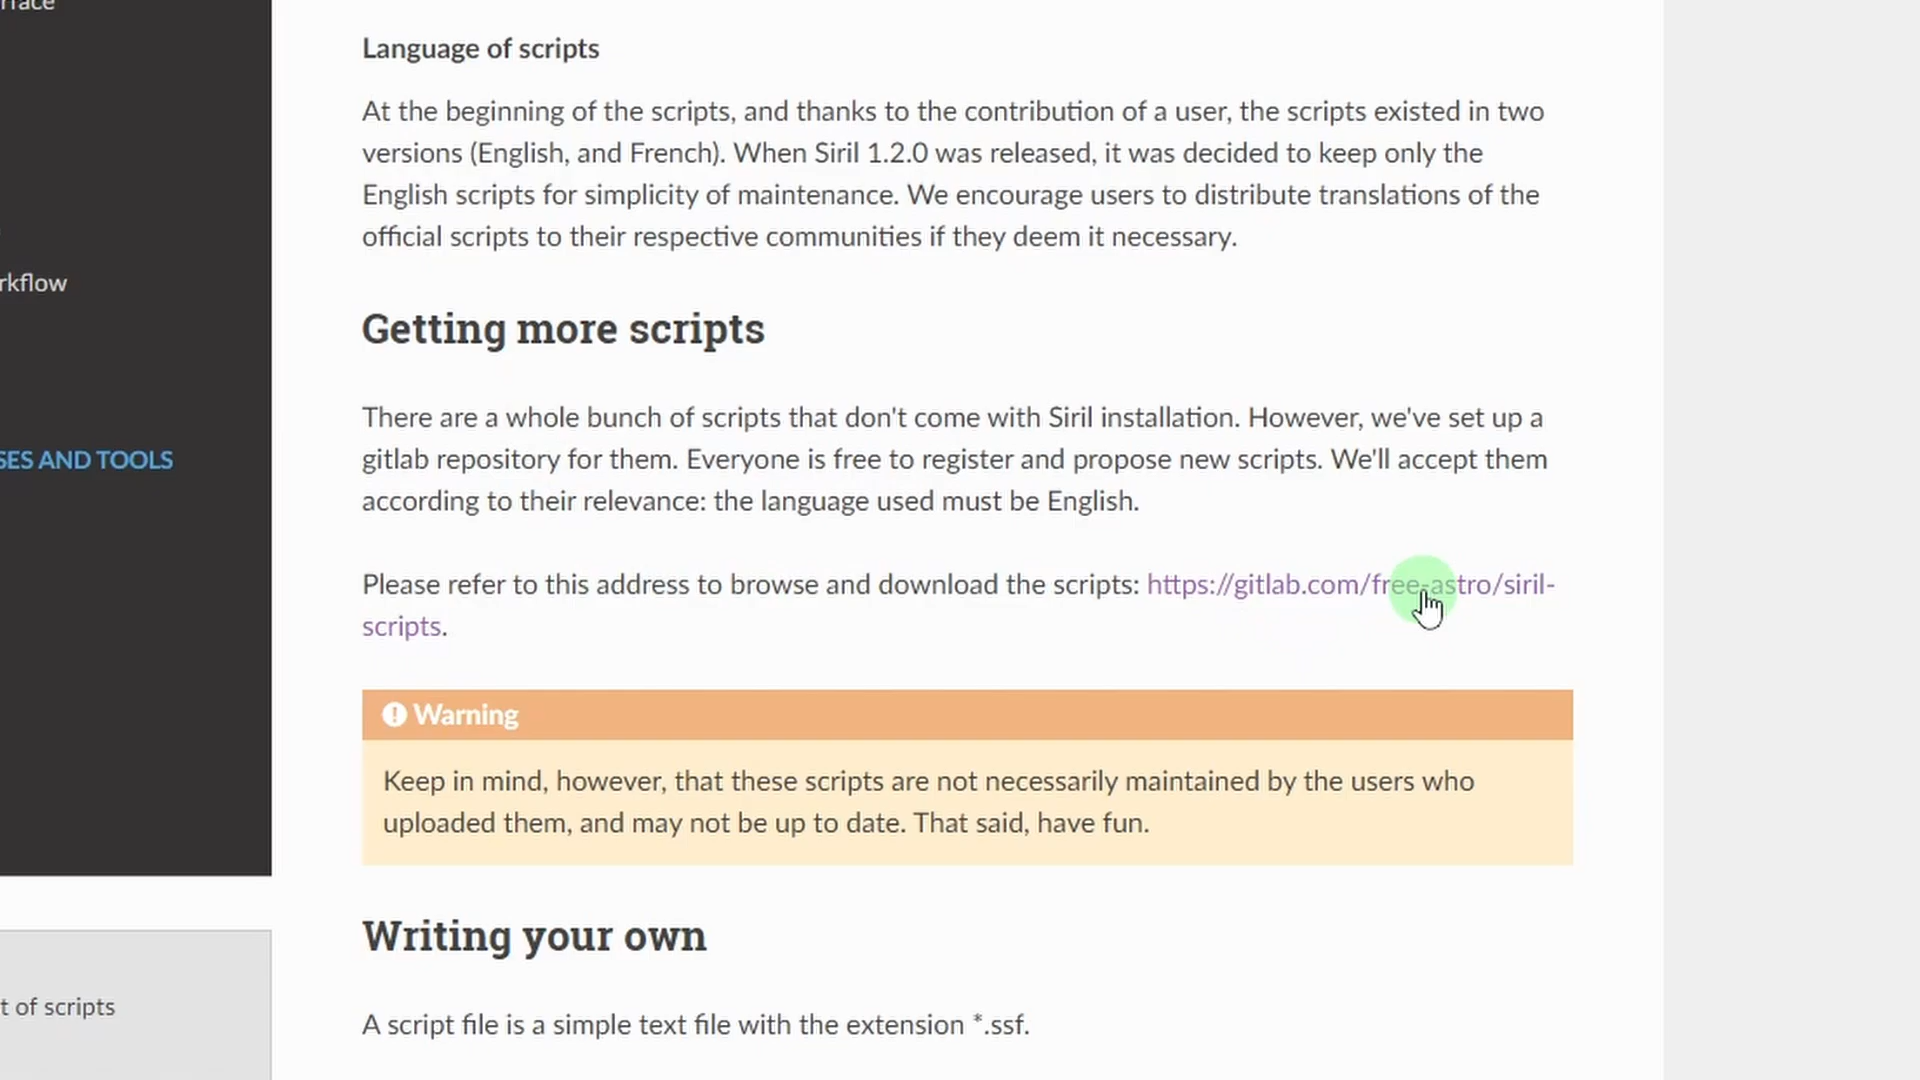 Language of scripts
At the beginning of the scripts, and thanks to the contribution of a user, the scripts existed in two
versions (English, and French). When Siril 1.2.0 was released, it was decided to keep only the
English scripts for simplicity of maintenance. We encourage users to distribute translations of the
official scripts to their respective communities if they deem it necessary.
rkflow
Getting more scripts
There are a whole bunch of scripts that don't come with Siril installation. However, we've set up a
gitlab repository for them. Everyone is free to register and propose new scripts. We'll accept them
according to their relevance: the language used must be English.
SES AND TOOLS
Please refer to this address to browse and download the scripts: https://gitlab.com/free-astro/siril-
scripts.
Warning
Keep in mind, however, that these scripts are not necessarily maintained by the users who
uploaded them, and may not be up to date. That said, have fun.
Writing your own
t of scripts
A script file is a simple text file with the extension *.ssf.